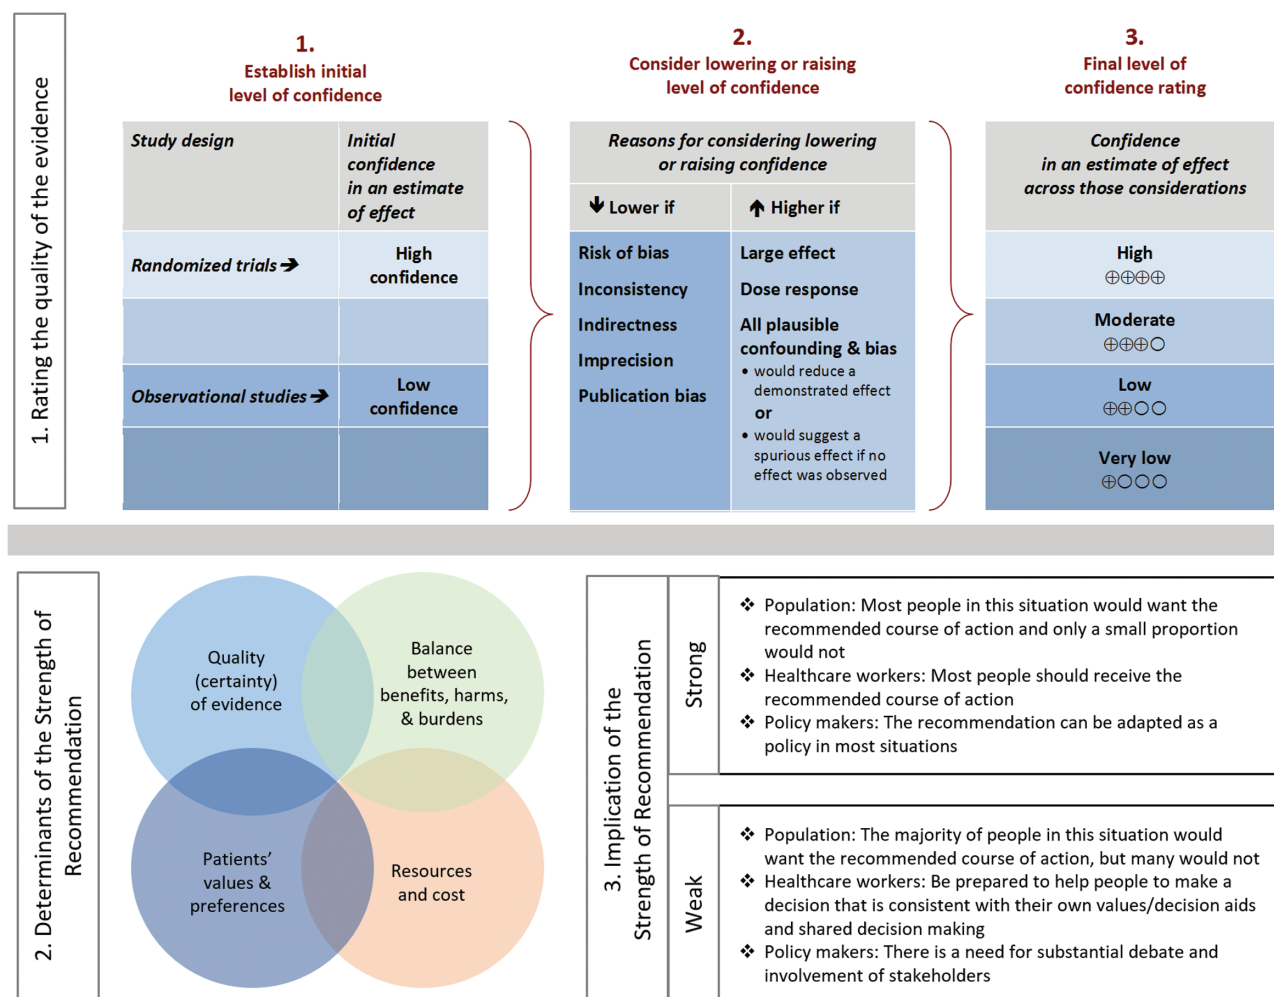 1. Rating the quality of the evidence
1.
Establish initial
level of confidence
Study design
Initial
confidence
in an estimate
of effect
Randomized trials ➔
High
confidence
Observational studies ➔
Low
confidence
2.
Consider lowering or raising
level of confidence
Reasons for considering lowering
or raising confidence
🡻 Lower if
🡹 Higher if
Risk of bias
Inconsistency
Indirectness
Imprecision
Publication bias
Large effect
Dose response
All plausible
confounding & bias
• would reduce a
demonstrated effect
or
• would suggest a
spurious effect if no
effect was observed
3.
Final level of
confidence rating
Confidence
in an estimate of effect
across those considerations
High
⊕⊕⊕⊕
Moderate
⊕⊕⊕○
Low
⊕⊕○○
Very low
⊕○○○
2. Determinants of the Strength of
Recommendation
Quality
(certainty)
of evidence
Balance
between
benefits, harms,
& burdens
Patients’
values &
preferences
Resources
and cost
3. Implication of the
Strength of Recommendation
Strong
❖ Population: Most people in this situation would want the
recommended course of action and only a small proportion
would not
❖ Healthcare workers: Most people should receive the
recommended course of action
❖ Policy makers: The recommendation can be adapted as a
policy in most situations
Weak
❖ Population: The majority of people in this situation would
want the recommended course of action, but many would not
❖ Healthcare workers: Be prepared to help people to make a
decision that is consistent with their own values/decision aids
and shared decision making
❖ Policy makers: There is a need for substantial debate and
involvement of stakeholders